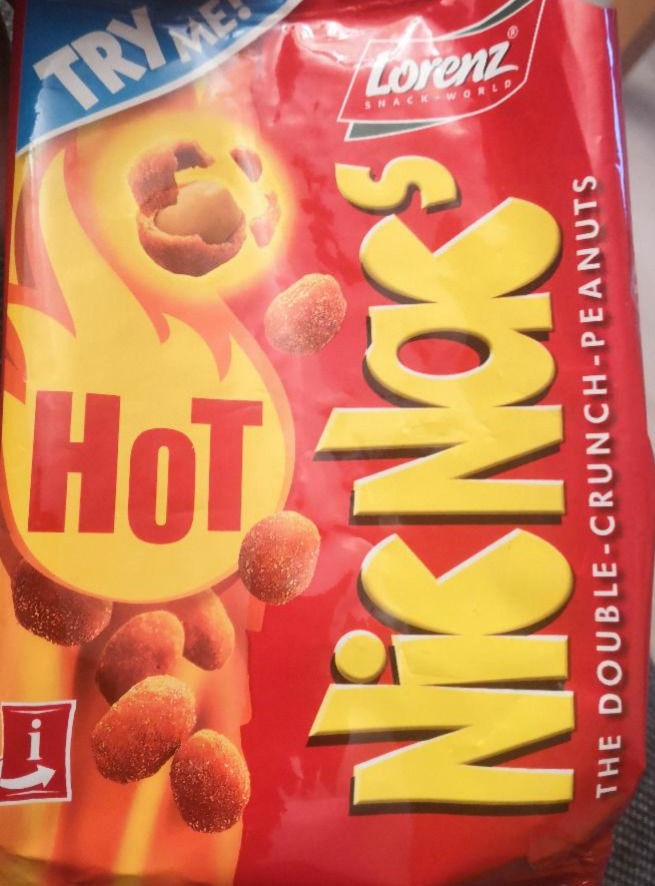 TRY ME!
Lorenz®
SNACK-WORLD
NicNac's
THE DOUBLE-CRUNCH-PEANUTS
HoT
i